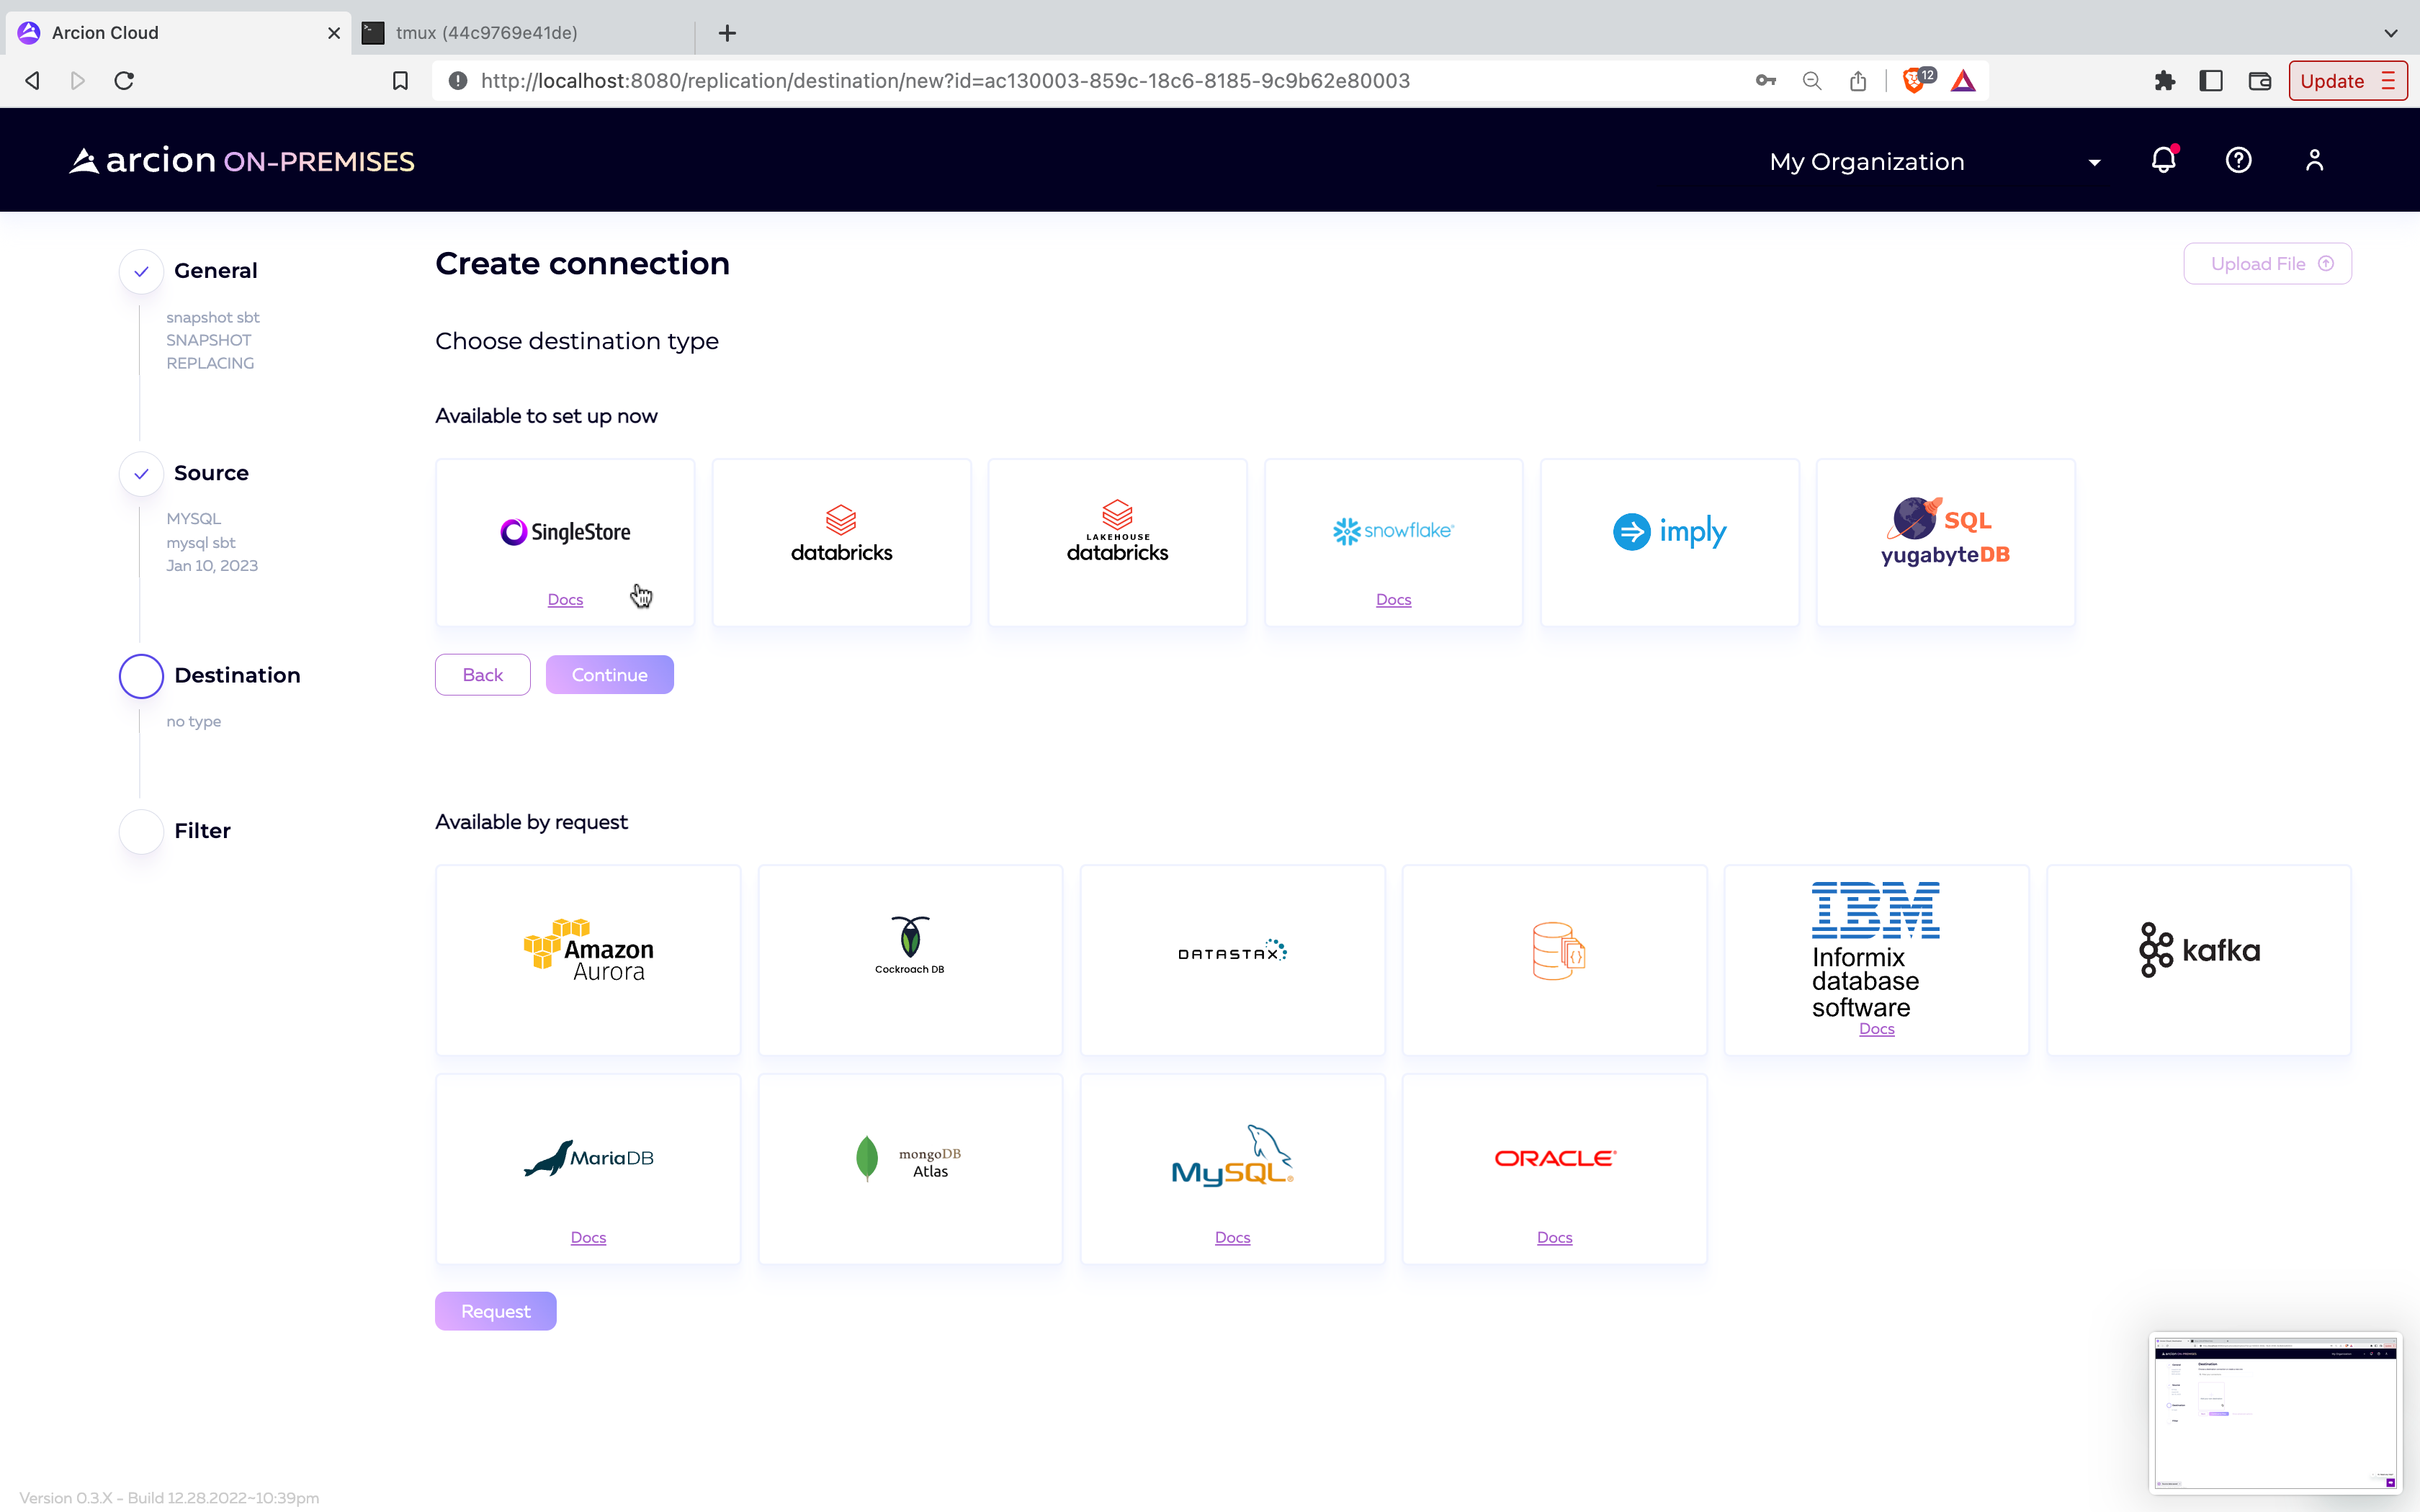 Arcion Cloud
tmux (44c9769e41de)
http://localhost:8080/replication/destination/new?id=ac130003-859c-18c6-8185-9c9b62e80003
12
Update
arcion ON-PREMISES
My Organization
General
snapshot sbt
SNAPSHOT
REPLACING
Source
MYSQL
mysql sbt
Jan 10, 2023
Destination
no type
Filter
Create connection
Upload File
Choose destination type
Available to set up now
SingleStore
Docs
databricks
LAKEHOUSE
databricks
snowflake
Docs
imply
SQL
yugabyteDB
Back
Continue
Available by request
Amazon
Aurora
Cockroach DB
DATASTAX
IBM
Informix
database
software
Docs
kafka
MariaDB
Docs
mongoDB
Atlas
MySQL
Docs
ORACLE
Docs
Request
Version 0.3.X - Build 12.28.2022~10:39pm